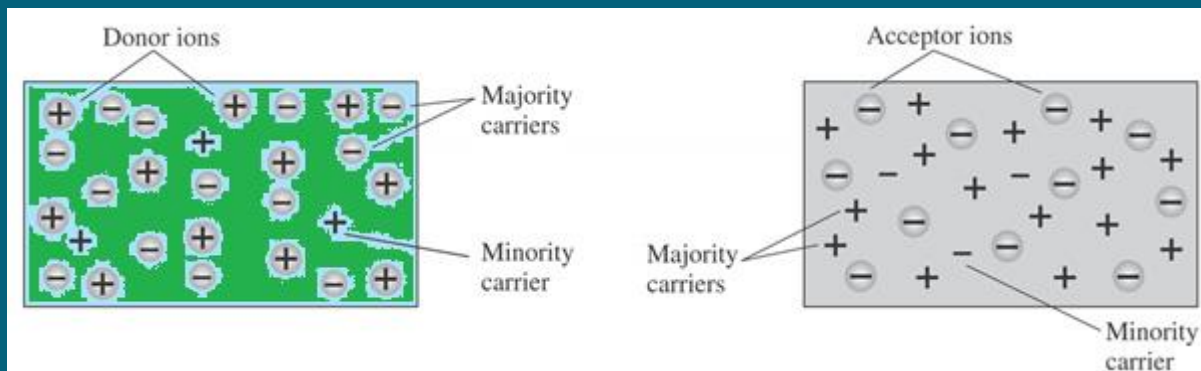 Donor ions
Majority
carriers
Minority
carrier
Acceptor ions
Majority
carriers
Minority
carrier